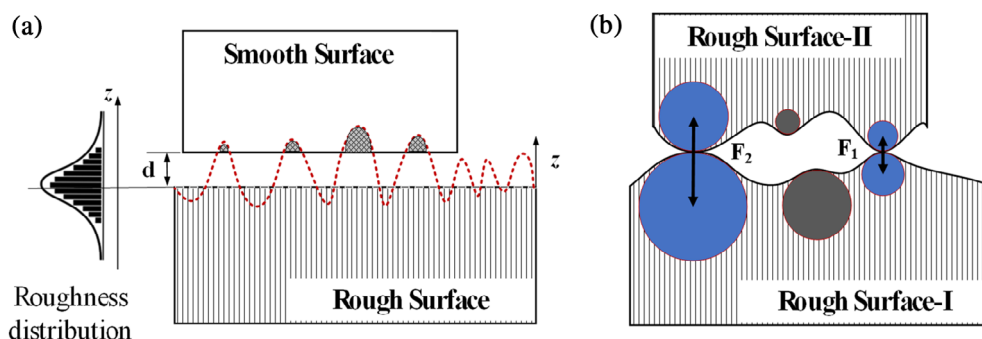 (a)
Smooth Surface
z
d
z
Rough Surface
Roughness
distribution
(b)
Rough Surface-II
F2
F1
Rough Surface-I